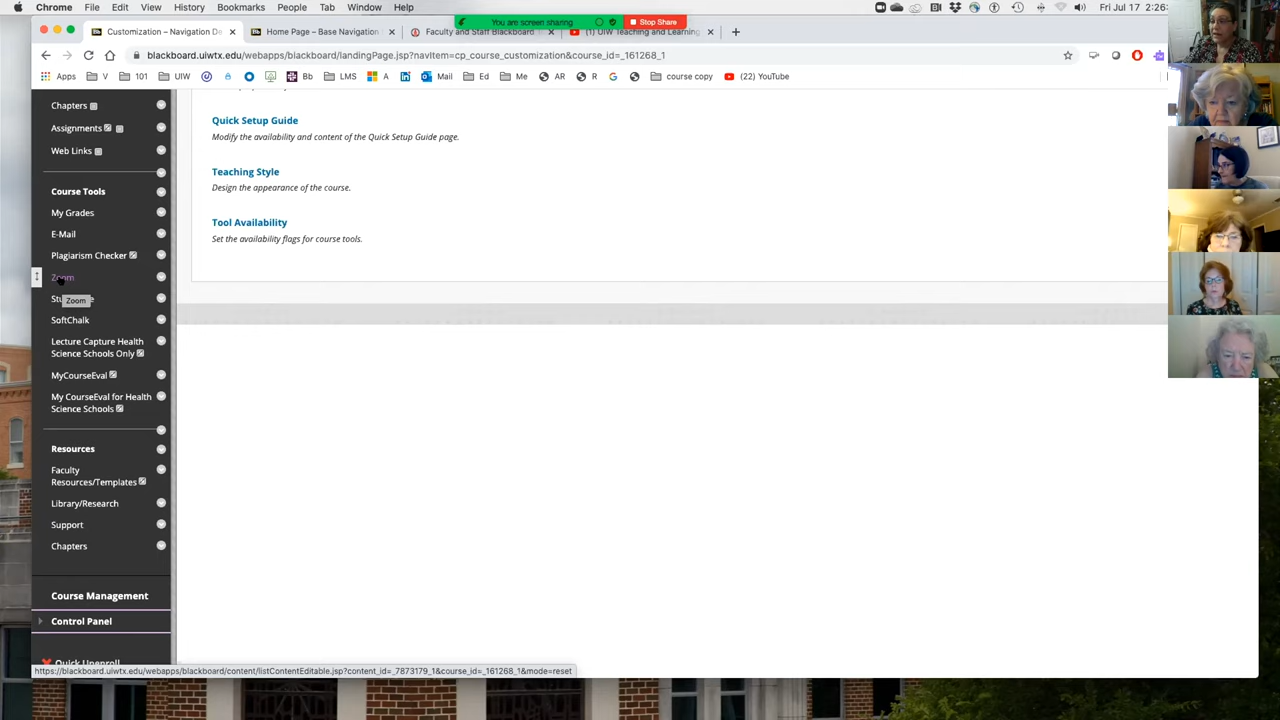 Chrome File Edit View History Bookmarks People Tab Window Help
Fri Jul 17 2:26
You are screen sharing Stop Share
Customization – Navigation De
Home Page – Base Navigation
Faculty and Staff Blackboard
(1) UIW Teaching and Learning
blackboard.uiwtx.edu/webapps/blackboard/landingPage.jsp?navItem=cp_course_customization&course_id=_161268_1
Apps V 101 UIW Bb LMS A Mail Ed Me AR R course copy (22) YouTube
Chapters
Assignments
Web Links
Course Tools
My Grades
E-Mail
Plagiarism Checker
Zoom
Zoom
SoftChalk
Lecture Capture Health
Science Schools Only
MyCourseEval
My CourseEval for Health
Science Schools
Resources
Faculty
Resources/Templates
Library/Research
Support
Chapters
Course Management
Control Panel
Quick Unenroll
Quick Setup Guide
Modify the availability and content of the Quick Setup Guide page.
Teaching Style
Design the appearance of the course.
Tool Availability
Set the availability flags for course tools.
https://blackboard.uiwtx.edu/webapps/blackboard/content/listContentEditable.jsp?content_id=_7873179_1&course_id=_161268_1&mode=reset